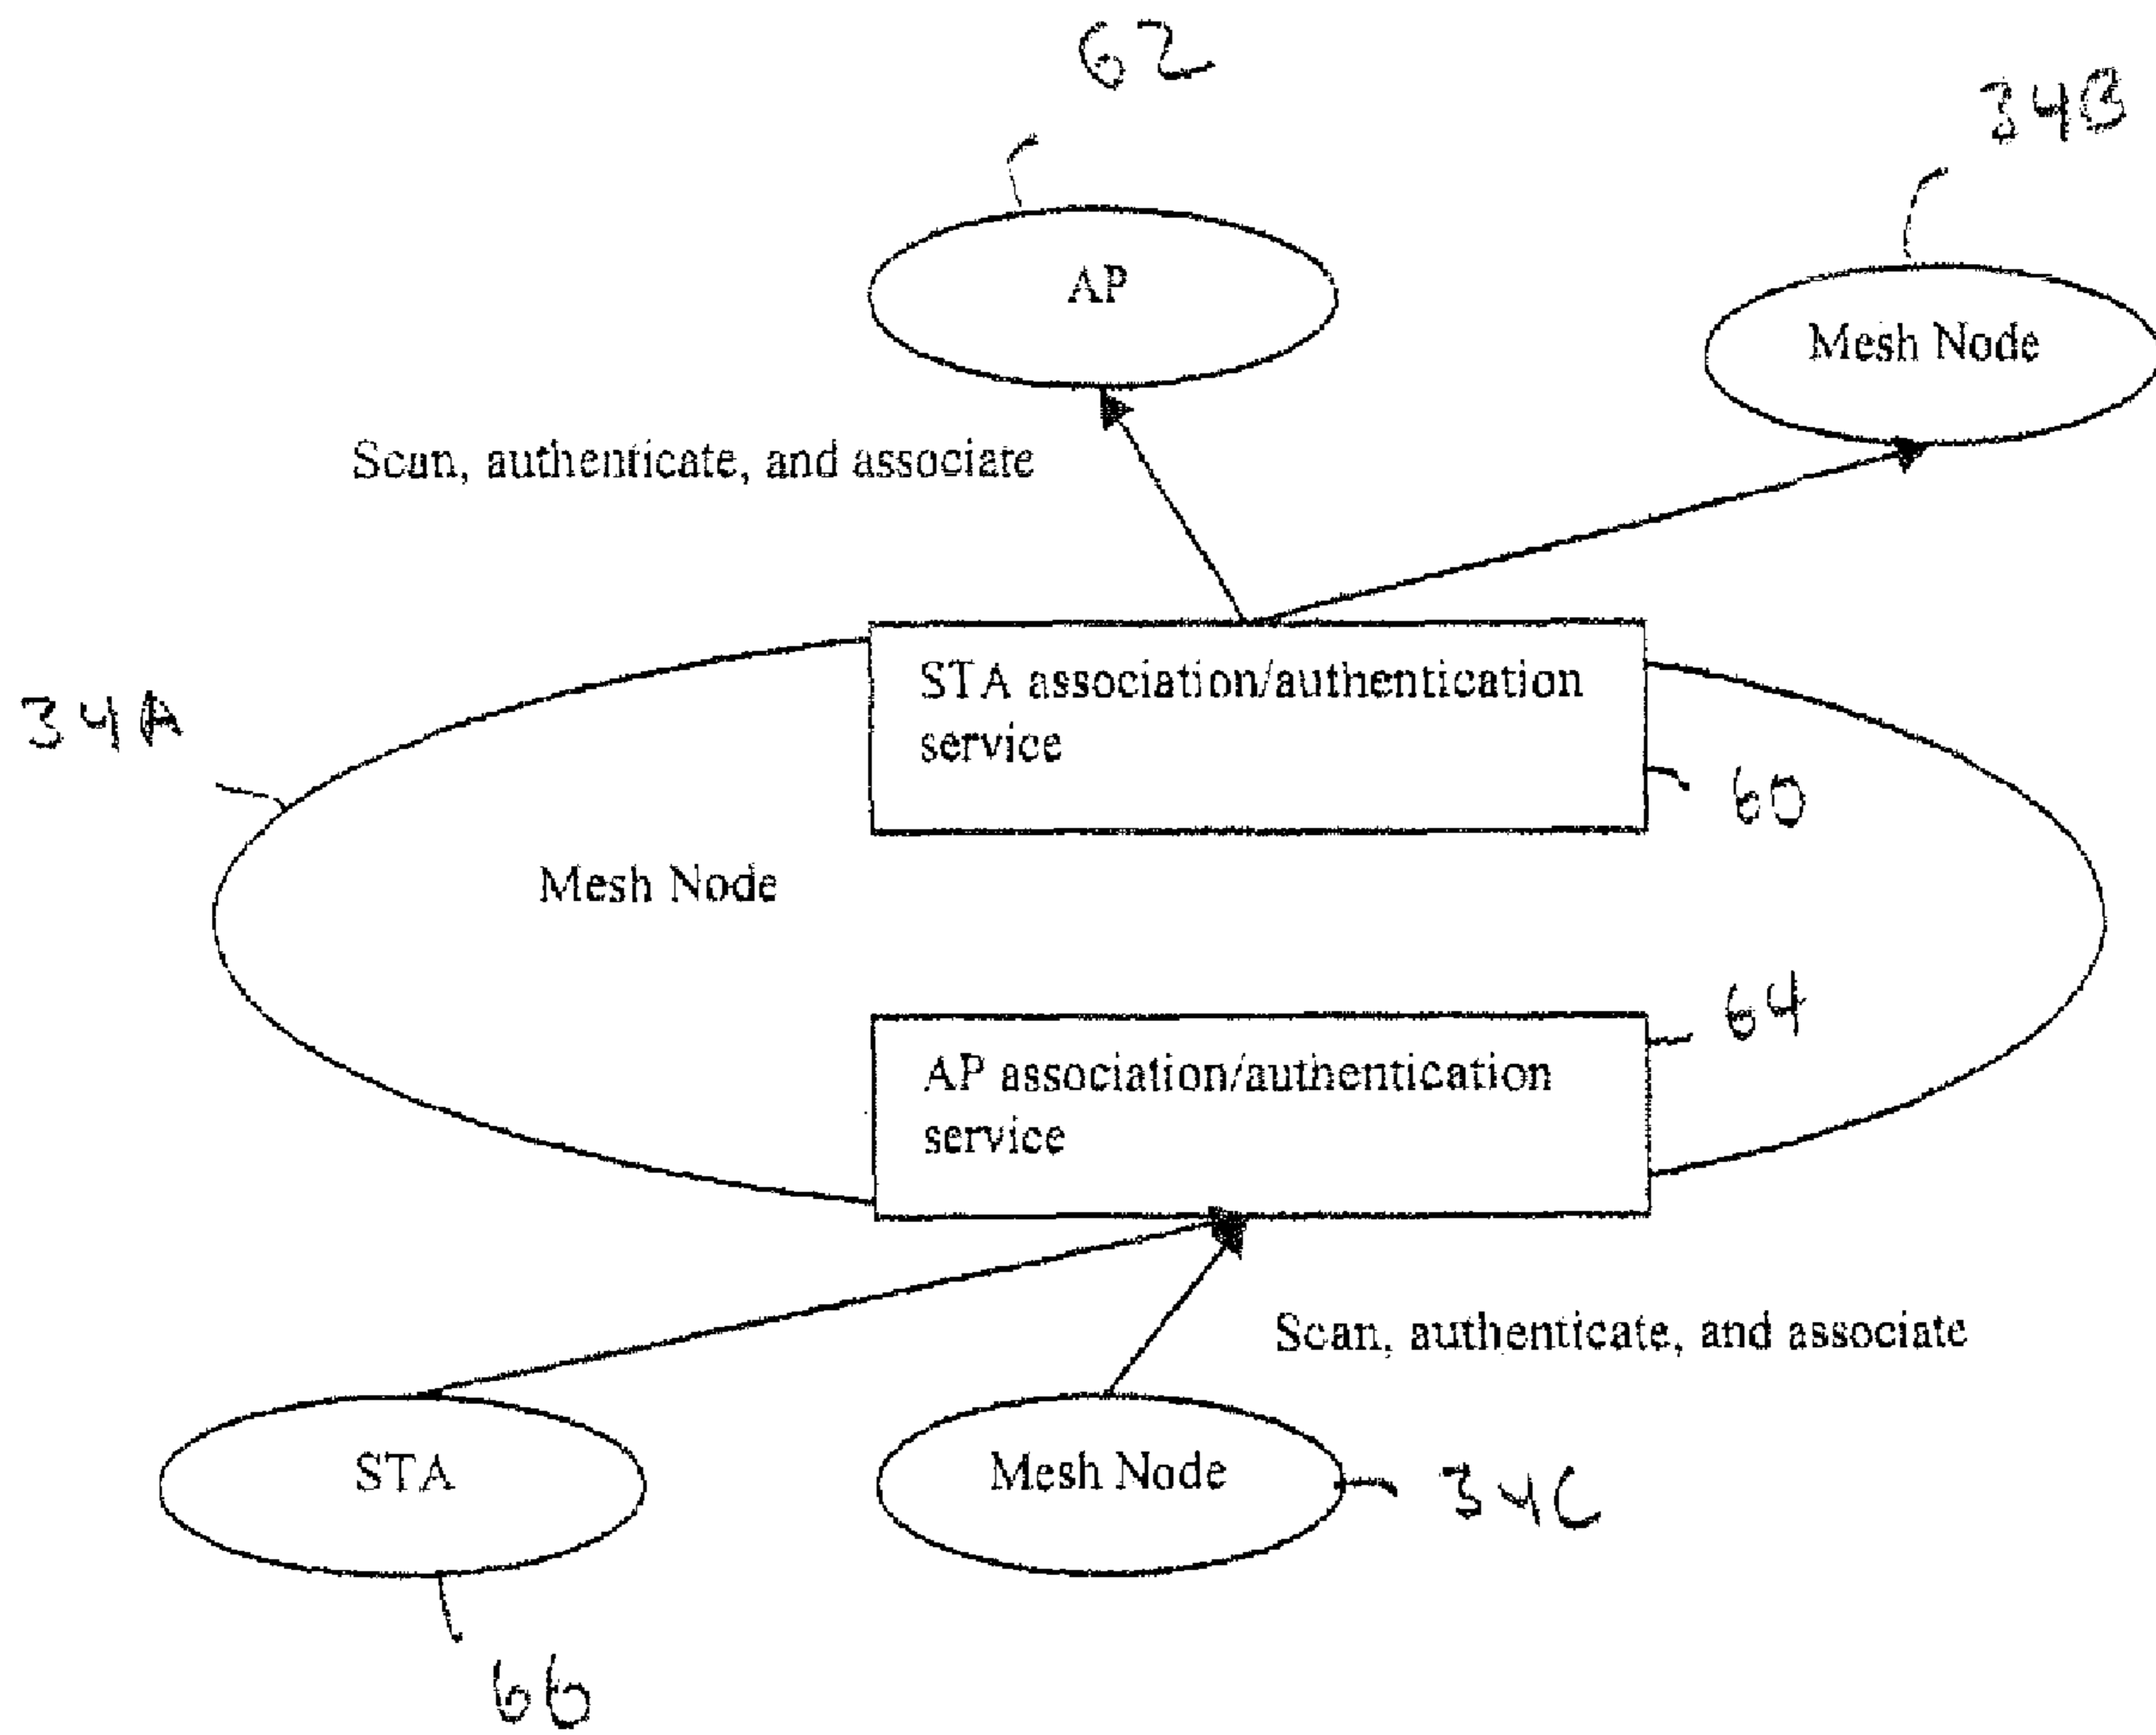 62
34B
AP
Mesh Node
Scan, authenticate, and associate
STA association/authentication
service
34A
60
Mesh Node
64
AP association/authentication
service
Scan, authenticate, and associate
STA
Mesh Node
34C
66